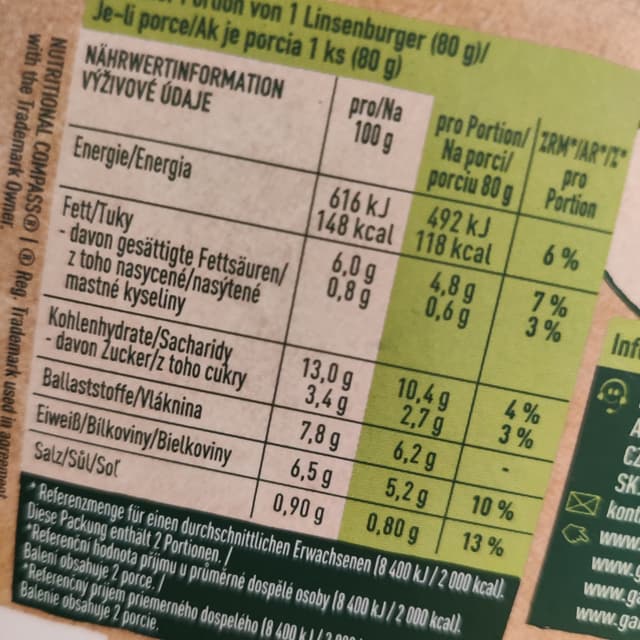 von 1 Linsenburger (80 g)/
Je-li porce/Ak je porcia 1 ks (80 g)
NÄHRWERTINFORMATION
VÝŽIVOVÉ ÚDAJE
pro/Na
100 g
pro Portion/
Na porci/
porciu 80 g
ZRM*/AR*/Z*
pro
Portion
Energie/Energia
616 kJ
148 kcal
492 kJ
118 kcal
6 %
Fett/Tuky 6,0 g 4,8 g 7 %
- davon gesättigte Fettsäuren/ 0,8 g 0,6 g 3 %
z toho nasycené/nasýtené
mastné kyseliny
Kohlenhydrate/Sacharidy 13,0 g 10,4 g 4 %
- davon Zucker/z toho cukry 3,4 g 2,7 g 3 %
Ballaststoffe/Vláknina 7,8 g 6,2 g -
Eiweiß/Bílkoviny/Bielkoviny 6,5 g 5,2 g 10 %
Salz/Sůl/Soľ 0,90 g 0,80 g 13 %
* Referenzmenge für einen durchschnittlichen Erwachsenen (8 400 kJ / 2 000 kcal).
Diese Packung enthält 2 Portionen. /
*Referenční hodnota příjmu u průměrné dospělé osoby (8 400 kJ / 2 000 kcal).
Balení obsahuje 2 porce. /
*Referenčný príjem priemerného dospelého (8 400 kJ /
Balenie obsahuje 2 porcie.
NUTRITIONAL COMPASS® | ® Reg. Trademark used in agreement
with the Trademark Owner.
Inf
CZ
SK
kont
www.
www.g
www.ga
www.ga